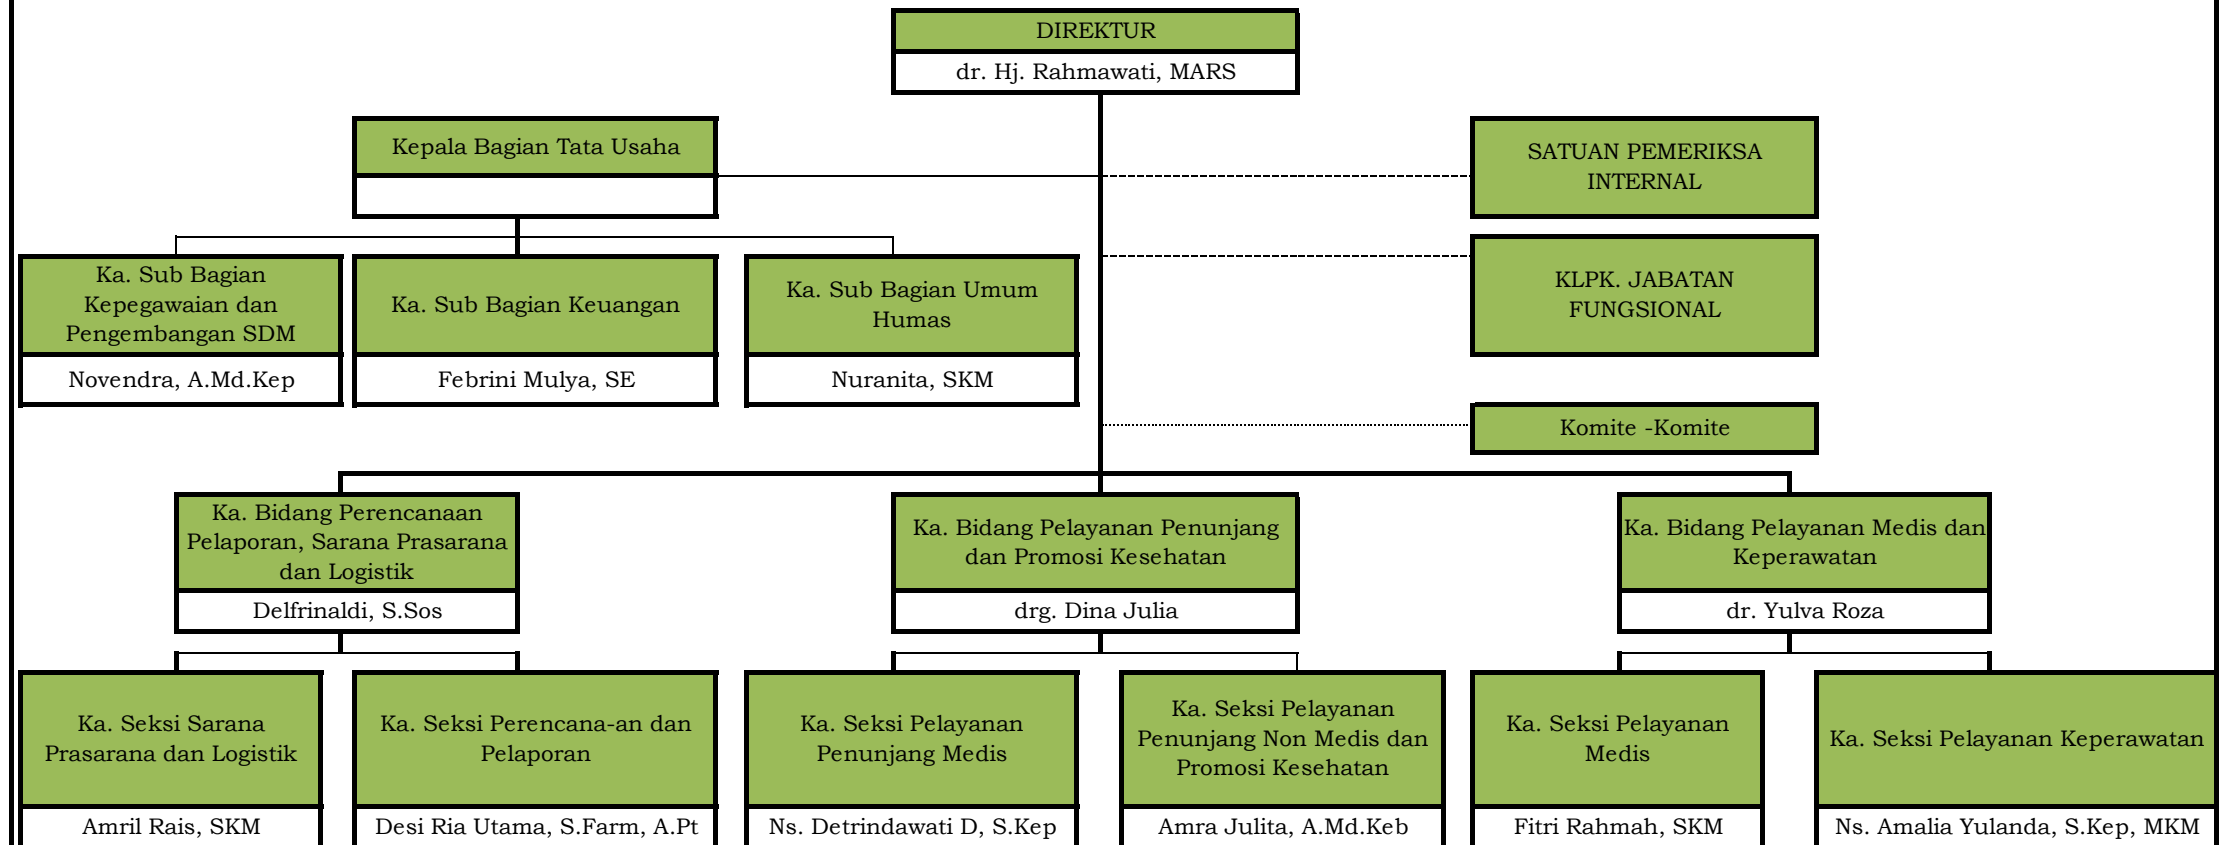 DIREKTUR
dr. Hj. Rahmawati, MARS
Kepala Bagian Tata Usaha
SATUAN PEMERIKSA
INTERNAL
Ka. Sub Bagian
Kepegawaian dan
Pengembangan SDM
Novendra, A.Md.Kep
Ka. Sub Bagian Keuangan
Febrini Mulya, SE
Ka. Sub Bagian Umum
Humas
Nuranita, SKM
KLPK. JABATAN
FUNGSIONAL
Komite -Komite
Ka. Bidang Perencanaan
Pelaporan, Sarana Prasarana
dan Logistik
Delfrinaldi, S.Sos
Ka. Bidang Pelayanan Penunjang
dan Promosi Kesehatan
drg. Dina Julia
Ka. Bidang Pelayanan Medis dan
Keperawatan
dr. Yulva Roza
Ka. Seksi Sarana
Prasarana dan Logistik
Amril Rais, SKM
Ka. Seksi Perencana-an dan
Pelaporan
Desi Ria Utama, S.Farm, A.Pt
Ka. Seksi Pelayanan
Penunjang Medis
Ns. Detrindawati D, S.Kep
Ka. Seksi Pelayanan
Penunjang Non Medis dan
Promosi Kesehatan
Amra Julita, A.Md.Keb
Ka. Seksi Pelayanan
Medis
Fitri Rahmah, SKM
Ka. Seksi Pelayanan Keperawatan
Ns. Amalia Yulanda, S.Kep, MKM